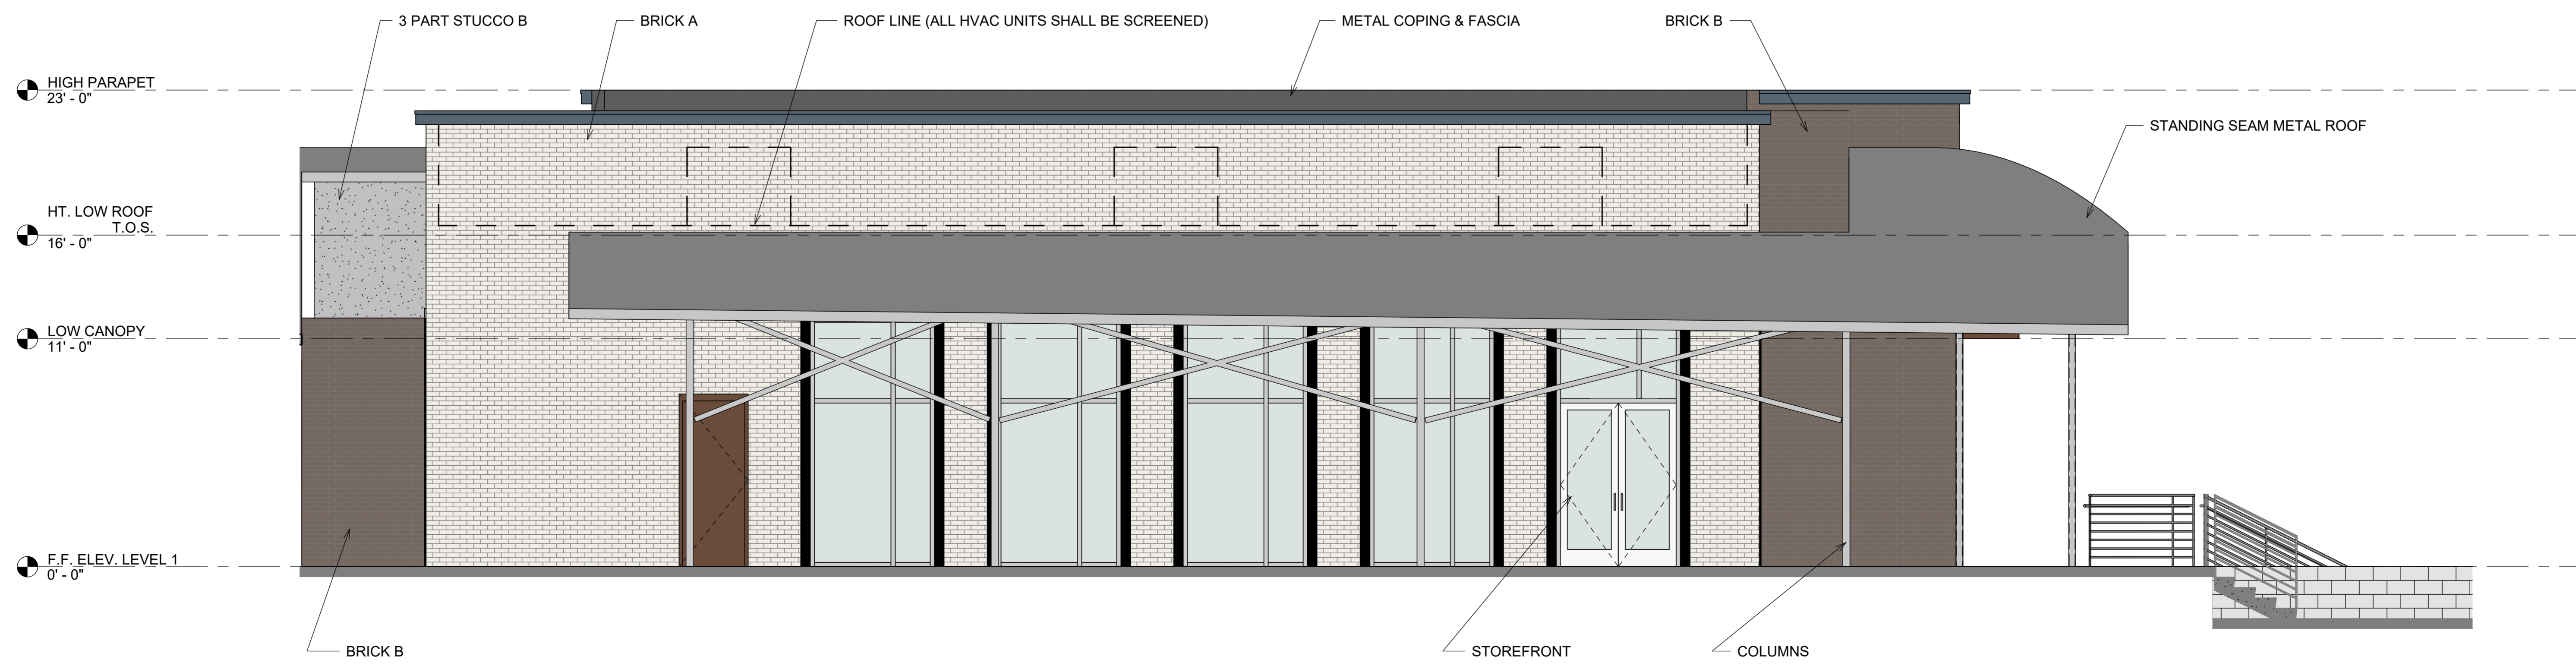 3 PART STUCCO B
BRICK A
ROOF LINE (ALL HVAC UNITS SHALL BE SCREENED)
METAL COPING & FASCIA
BRICK B
HIGH PARAPET
23' - 0"
STANDING SEAM METAL ROOF
HT. LOW ROOF
T.O.S.
16' - 0"
LOW CANOPY
11' - 0"
F.F. ELEV. LEVEL 1
0' - 0"
BRICK B
STOREFRONT
COLUMNS